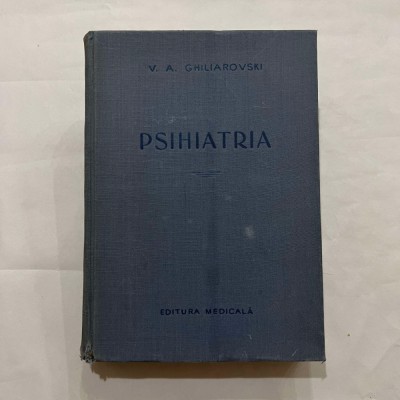 V. A. GHILIAROVSKI
PSIHIATRIA
EDITURA MEDICALĂ